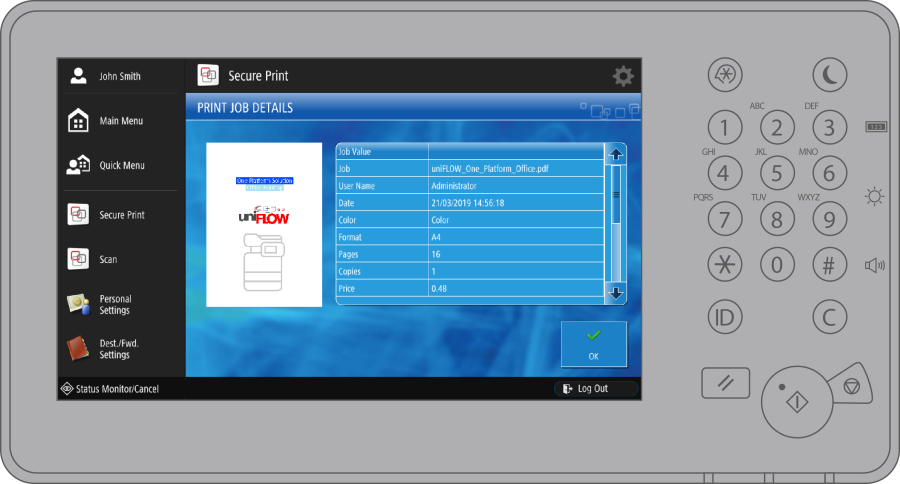 John Smith
Secure Print
Main Menu
Quick Menu
Secure Print
Scan
Personal
Settings
Dest./Fwd.
Settings
Status Monitor/Cancel
PRINT JOB DETAILS
One Platform Solution
uniFLOW
Job Value
Job uniFLOW_One_Platform_Office.pdf
User Name Administrator
Date 21/03/2019 14:56:18
Color Color
Format A4
Pages 16
Copies 1
Price 0.48
OK
Log Out
ABC DEF
1 2 3
123
GHI JKL MNO
4 5 6
PQRS TUV WXYZ
7 8 9
0 #
ID C